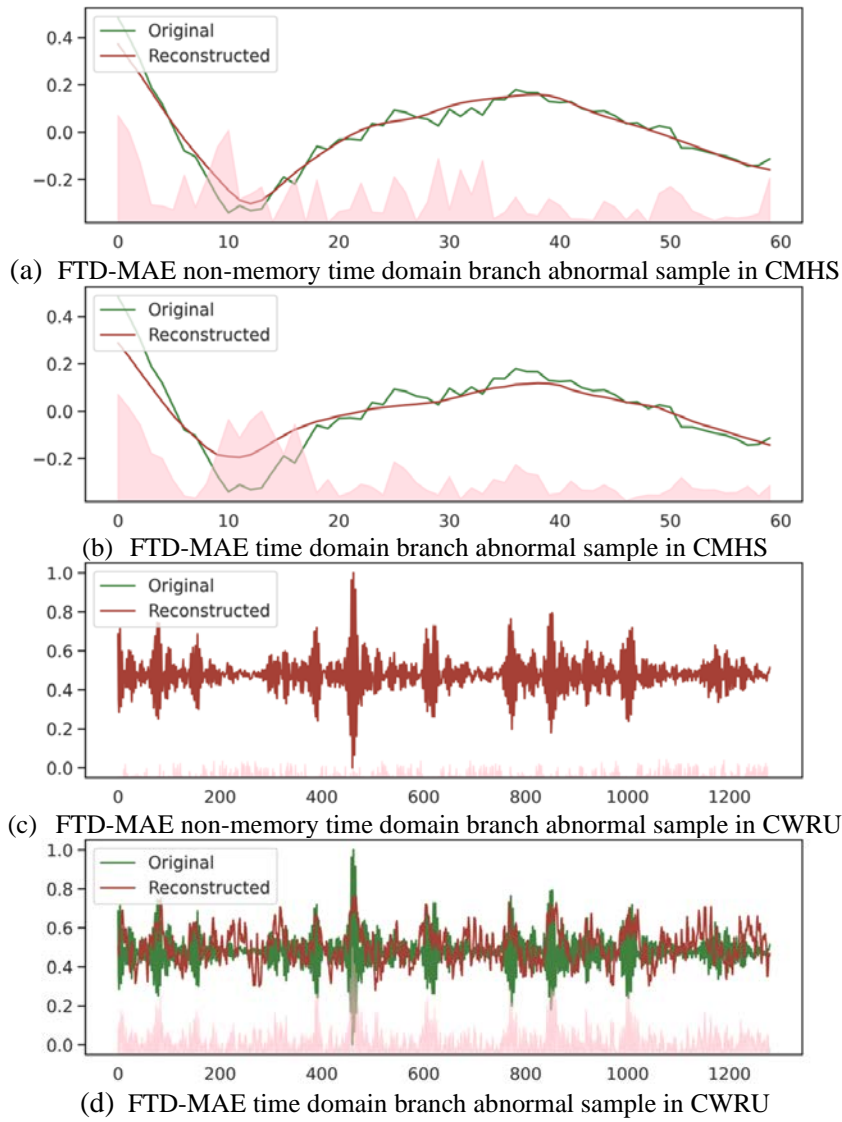 0.4
0.2
0.0
−0.2
Original
Reconstructed
0 10 20 30 40 50 60
(a) FTD-MAE non-memory time domain branch abnormal sample in CMHS
0.4
0.2
0.0
−0.2
Original
Reconstructed
0 10 20 30 40 50 60
(b) FTD-MAE time domain branch abnormal sample in CMHS
1.0
0.8
0.6
0.4
0.2
0.0
Original
Reconstructed
0 200 400 600 800 1000 1200
(c) FTD-MAE non-memory time domain branch abnormal sample in CWRU
1.0
0.8
0.6
0.4
0.2
0.0
Original
Reconstructed
0 200 400 600 800 1000 1200
(d) FTD-MAE time domain branch abnormal sample in CWRU